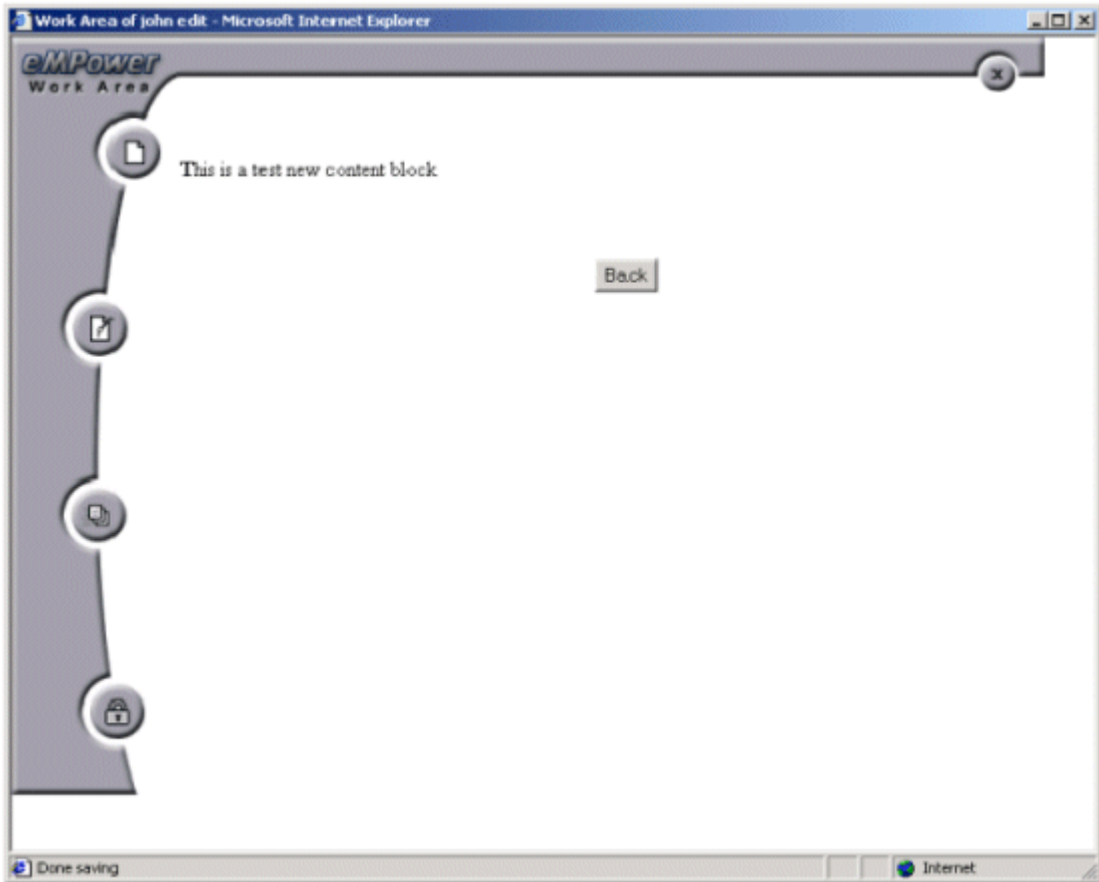 Work Area of john edit - Microsoft Internet Explorer
eMPower
Work Area
This is a test new content block
Back
Done saving
Internet